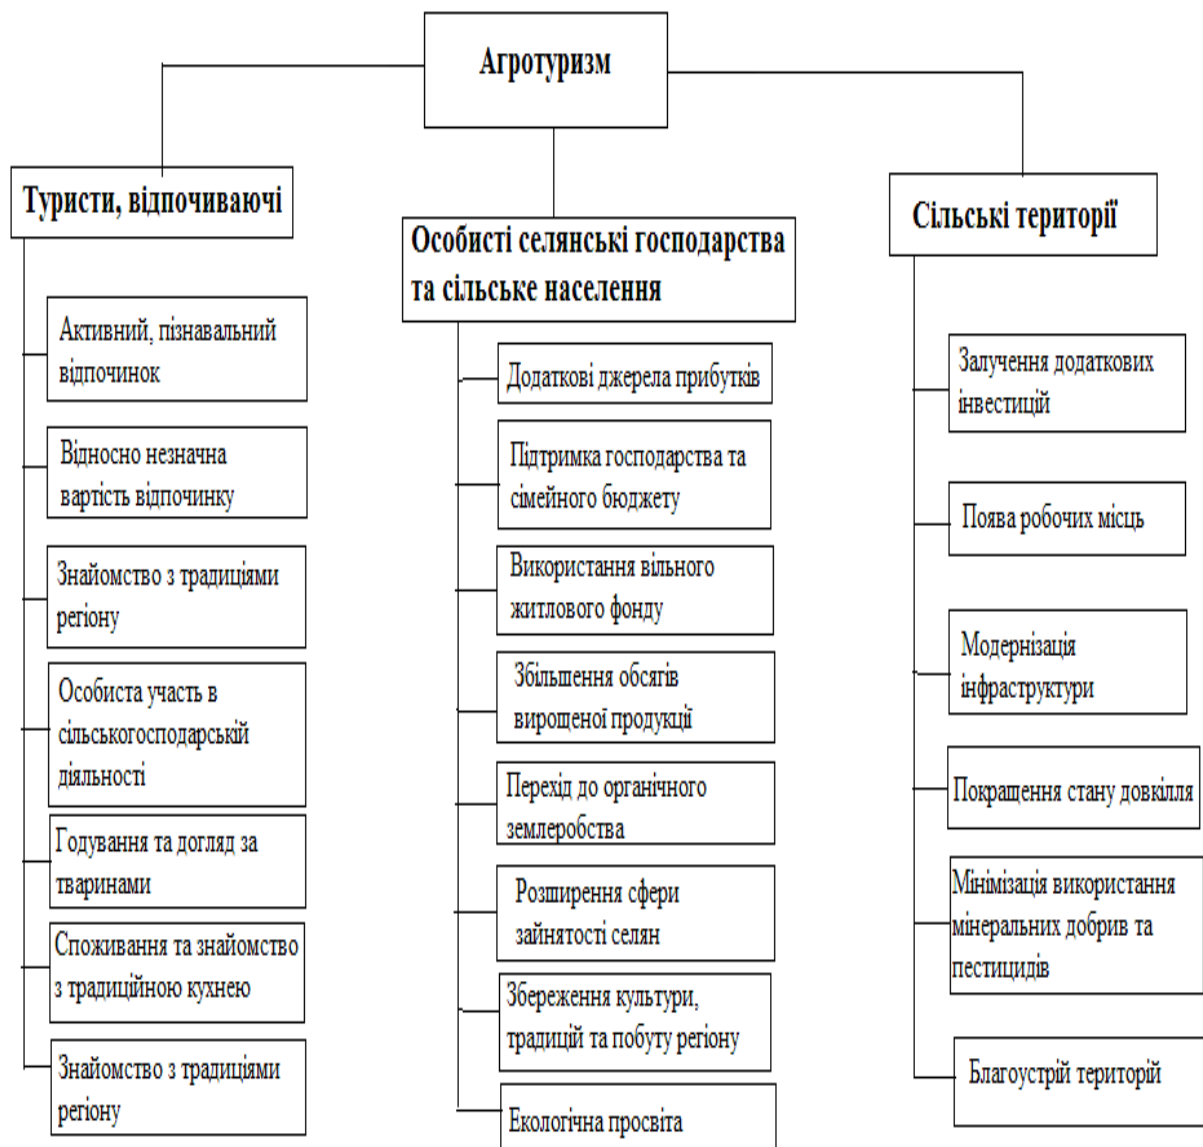 Агротуризм
Туристи, відпочиваючі
Активний, пізнавальний
відпочинок
Відносно незначна
вартість відпочинку
Знайомство з традиціями
регіону
Особиста участь в
сільськогосподарській
діяльності
Годування та догляд за
тваринами
Споживання та знайомство
з традиційною кухнею
Знайомство з традиціями
регіону
Особисті селянські господарства
та сільське населення
Додаткові джерела прибутків
Підтримка господарства та
сімейного бюджету
Використання вільного
житлового фонду
Збільшення обсягів
вирощеної продукції
Перехід до органічного
землеробства
Розширення сфери
зайнятості селян
Збереження культури,
традицій та побуту регіону
Екологічна просвіта
Сільські території
Залучення додаткових
інвестицій
Поява робочих місць
Модернізація
інфраструктури
Покращення стану довкілля
Мінімізація використання
мінеральних добрив та
пестицидів
Благоустрій територій